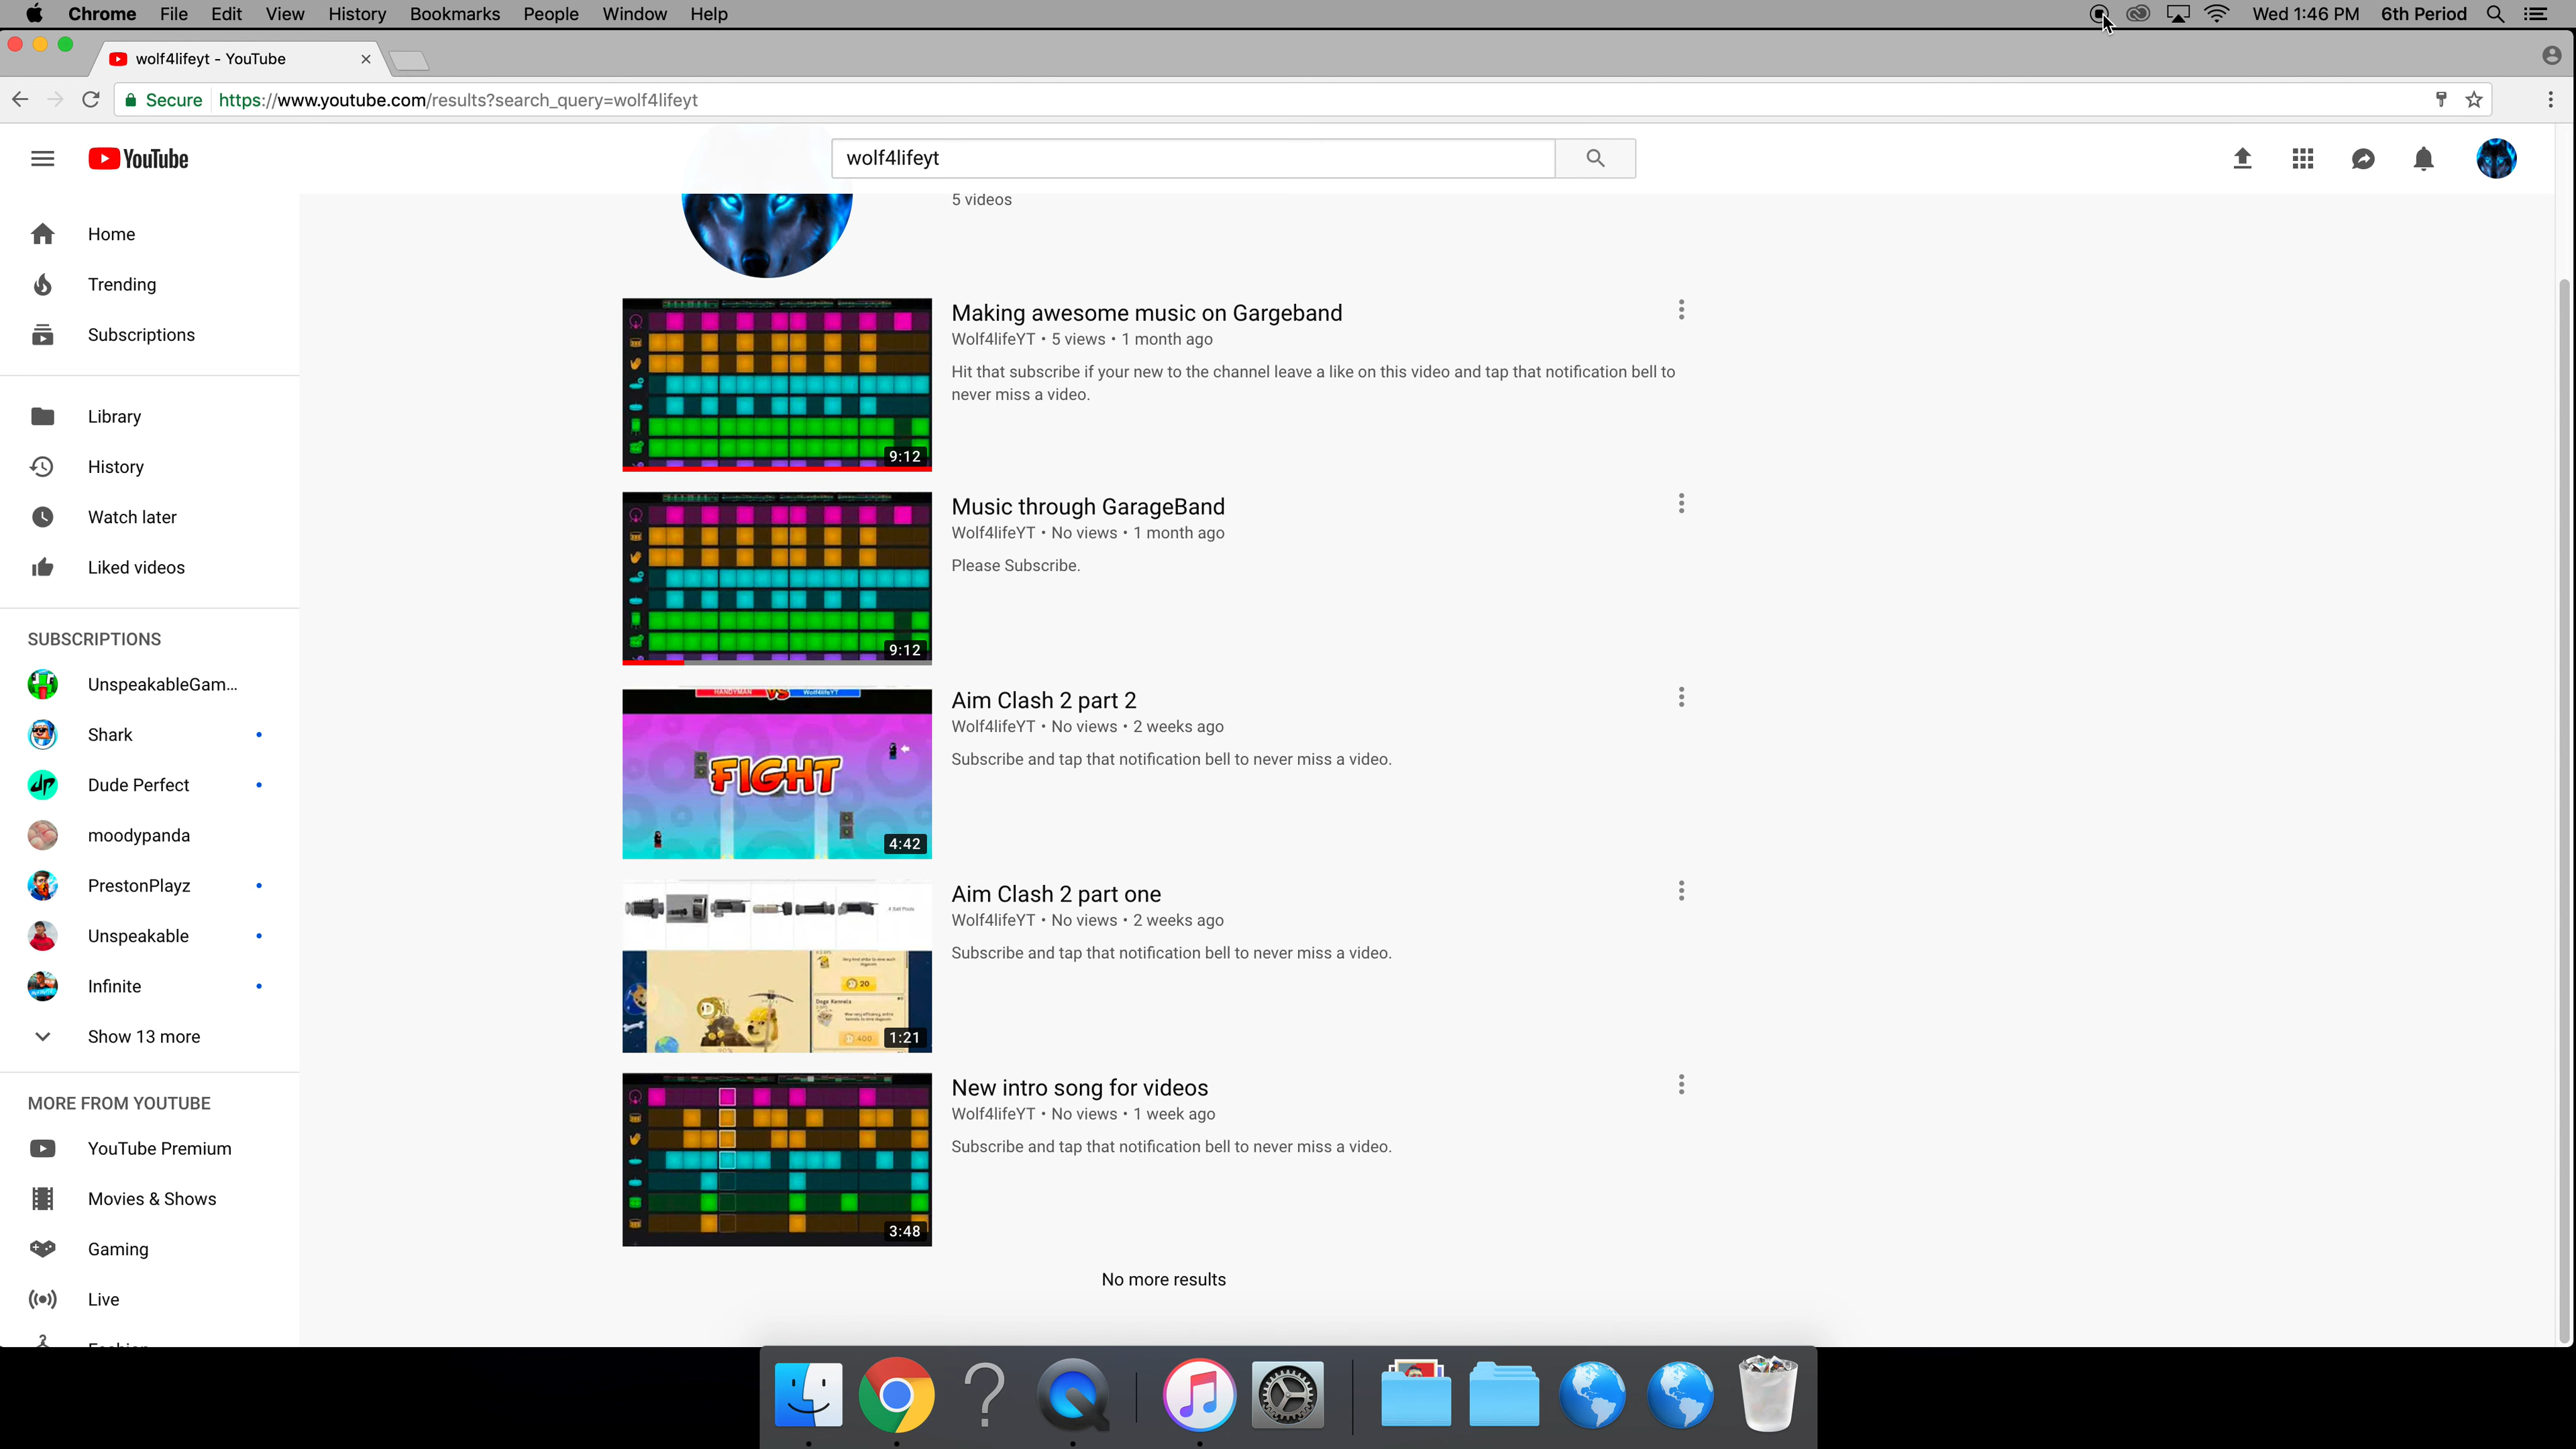 Chrome File Edit View History Bookmarks People Window Help Wed 1:46 PM 6th Period
wolf4lifeyt - YouTube
Secure https://www.youtube.com/results?search_query=wolf4lifeyt
YouTube
wolf4lifeyt
5 videos
Home
Trending
Subscriptions
Library
History
Watch later
Liked videos
SUBSCRIPTIONS
UnspeakableGam...
Shark
Dude Perfect
moodypanda
PrestonPlayz
Unspeakable
Infinite
Show 13 more
MORE FROM YOUTUBE
YouTube Premium
Movies & Shows
Gaming
Live
Making awesome music on Gargeband
Wolf4lifeYT • 5 views • 1 month ago
Hit that subscribe if your new to the channel leave a like on this video and tap that notification bell to
never miss a video.
9:12
Music through GarageBand
Wolf4lifeYT • No views • 1 month ago
Please Subscribe.
9:12
HANDYMAN VS Wolf4lifeYT
FIGHT
4:42
Aim Clash 2 part 2
Wolf4lifeYT • No views • 2 weeks ago
Subscribe and tap that notification bell to never miss a video.
20
Doge Kennels
400
1:21
Aim Clash 2 part one
Wolf4lifeYT • No views • 2 weeks ago
Subscribe and tap that notification bell to never miss a video.
3:48
New intro song for videos
Wolf4lifeYT • No views • 1 week ago
Subscribe and tap that notification bell to never miss a video.
No more results